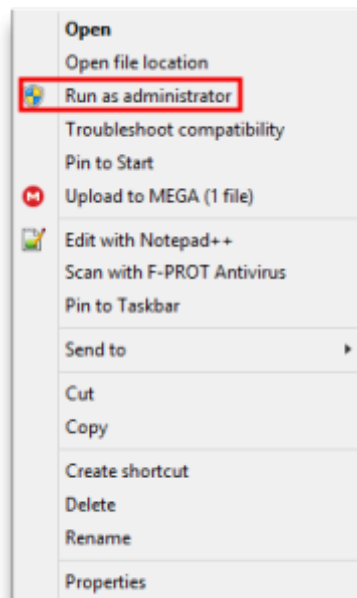 Open
Open file location
Run as administrator
Troubleshoot compatibility
Pin to Start
Upload to MEGA (1 file)
Edit with Notepad++
Scan with F-PROT Antivirus
Pin to Taskbar
Send to
Cut
Copy
Create shortcut
Delete
Rename
Properties